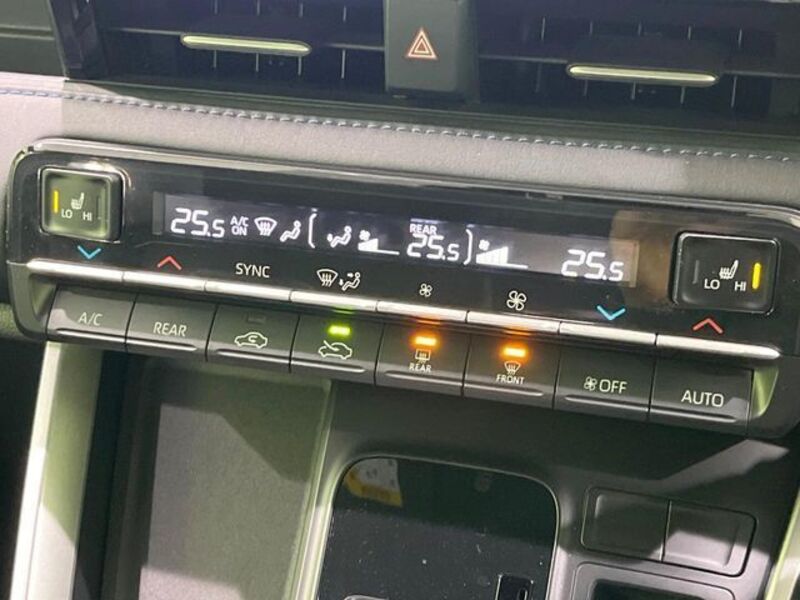 LO HI
25.5 A/C ON REAR 25.5 25.5
LO HI
SYNC
A/C REAR REAR FRONT OFF AUTO